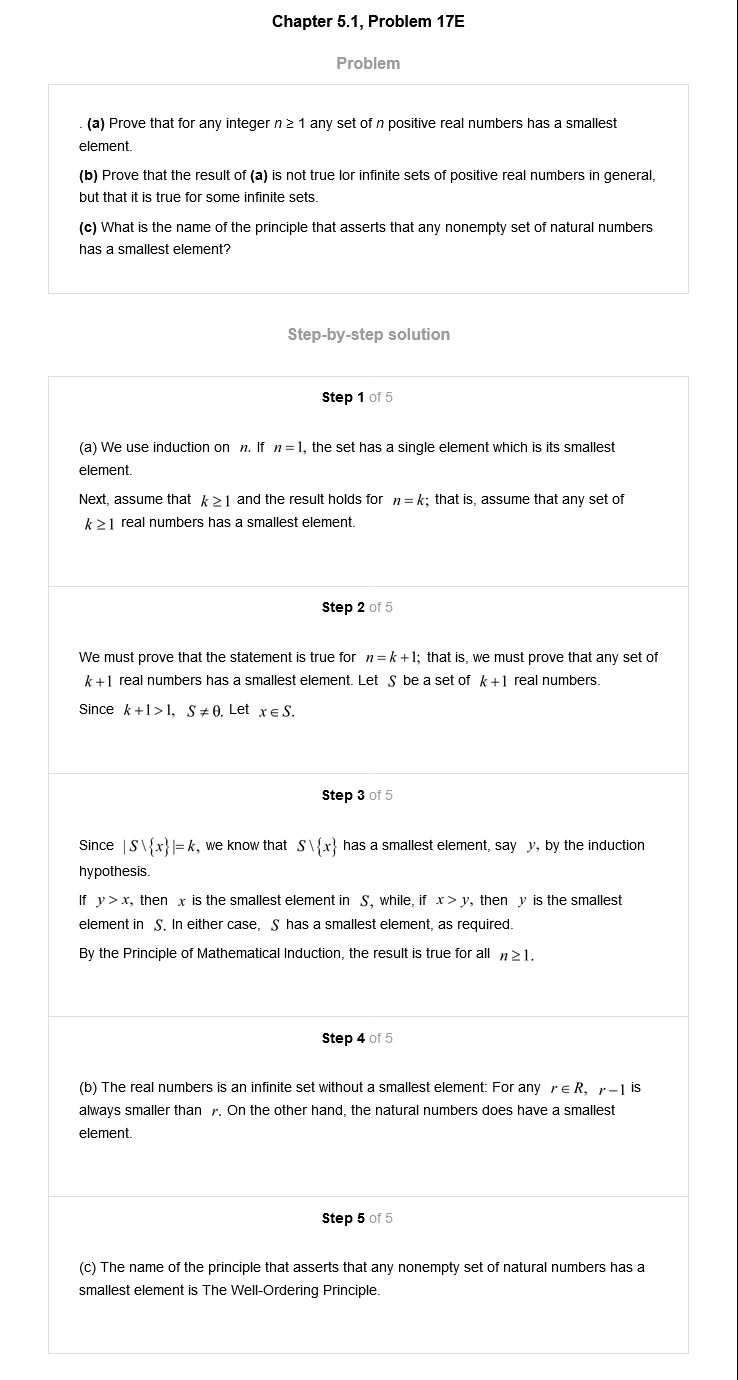 Chapter 5.1, Problem 17E
Problem
. (a) Prove that for any integer n ≥ 1 any set of n positive real numbers has a smallest
element.
(b) Prove that the result of (a) is not true lor infinite sets of positive real numbers in general,
but that it is true for some infinite sets.
(c) What is the name of the principle that asserts that any nonempty set of natural numbers
has a smallest element?
Step-by-step solution
Step 1 of 5
(a) We use induction on n. If n = 1, the set has a single element which is its smallest
element.
Next, assume that k ≥ 1 and the result holds for n = k; that is, assume that any set of
k ≥ 1 real numbers has a smallest element.
Step 2 of 5
We must prove that the statement is true for n = k + 1; that is, we must prove that any set of
k + 1 real numbers has a smallest element. Let S be a set of k + 1 real numbers.
Since k + 1 > 1, S ≠ θ. Let x ∈ S.
Step 3 of 5
Since | S \ {x} | = k, we know that S \ {x} has a smallest element, say y, by the induction
hypothesis.
If y > x, then x is the smallest element in S, while, if x > y, then y is the smallest
element in S. In either case, S has a smallest element, as required.
By the Principle of Mathematical Induction, the result is true for all n ≥ 1.
Step 4 of 5
(b) The real numbers is an infinite set without a smallest element: For any r ∈ R, r − 1 is
always smaller than r. On the other hand, the natural numbers does have a smallest
element.
Step 5 of 5
(c) The name of the principle that asserts that any nonempty set of natural numbers has a
smallest element is The Well-Ordering Principle.